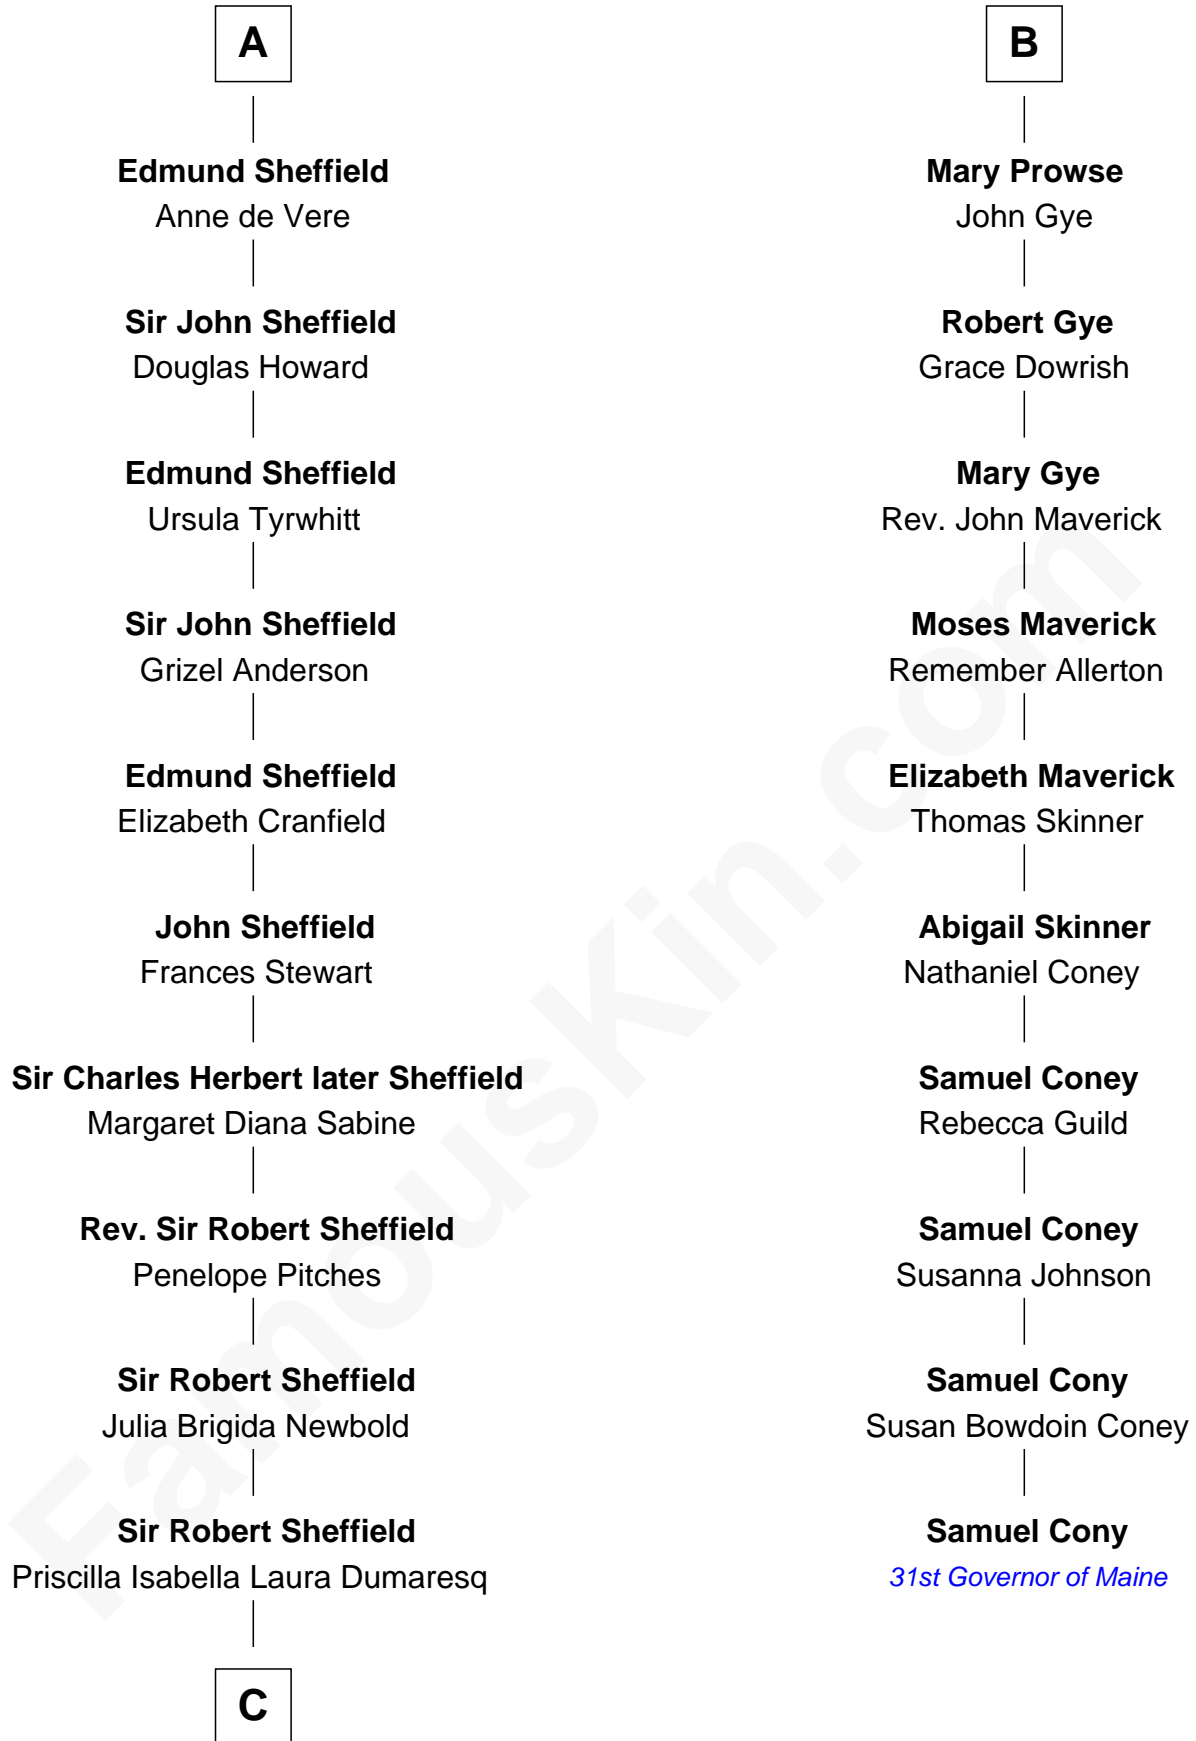 A
Edmund Sheffield
Anne de Vere
Sir John Sheffield
Douglas Howard
Edmund Sheffield
Ursula Tyrwhitt
Sir John Sheffield
Grizel Anderson
Edmund Sheffield
Elizabeth Cranfield
John Sheffield
Frances Stewart
Sir Charles Herbert later Sheffield
Margaret Diana Sabine
Rev. Sir Robert Sheffield
Penelope Pitches
Sir Robert Sheffield
Julia Brigida Newbold
Sir Robert Sheffield
Priscilla Isabella Laura Dumaresq
C
B
Mary Prowse
John Gye
Robert Gye
Grace Dowrish
Mary Gye
Rev. John Maverick
Moses Maverick
Remember Allerton
Elizabeth Maverick
Thomas Skinner
Abigail Skinner
Nathaniel Coney
Samuel Coney
Rebecca Guild
Samuel Coney
Susanna Johnson
Samuel Cony
Susan Bowdoin Coney
Samuel Cony
31st Governor of Maine
FamousKin.com